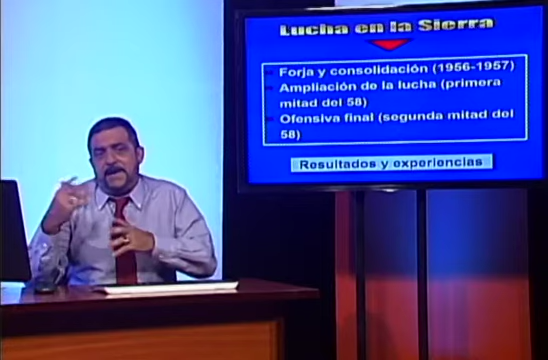 Lucha en la Sierra
Forja y consolidación (1956-1957)
Ampliación de la lucha (primera
mitad del 58)
Ofensiva final (segunda mitad del
58)
Resultados y experiencias